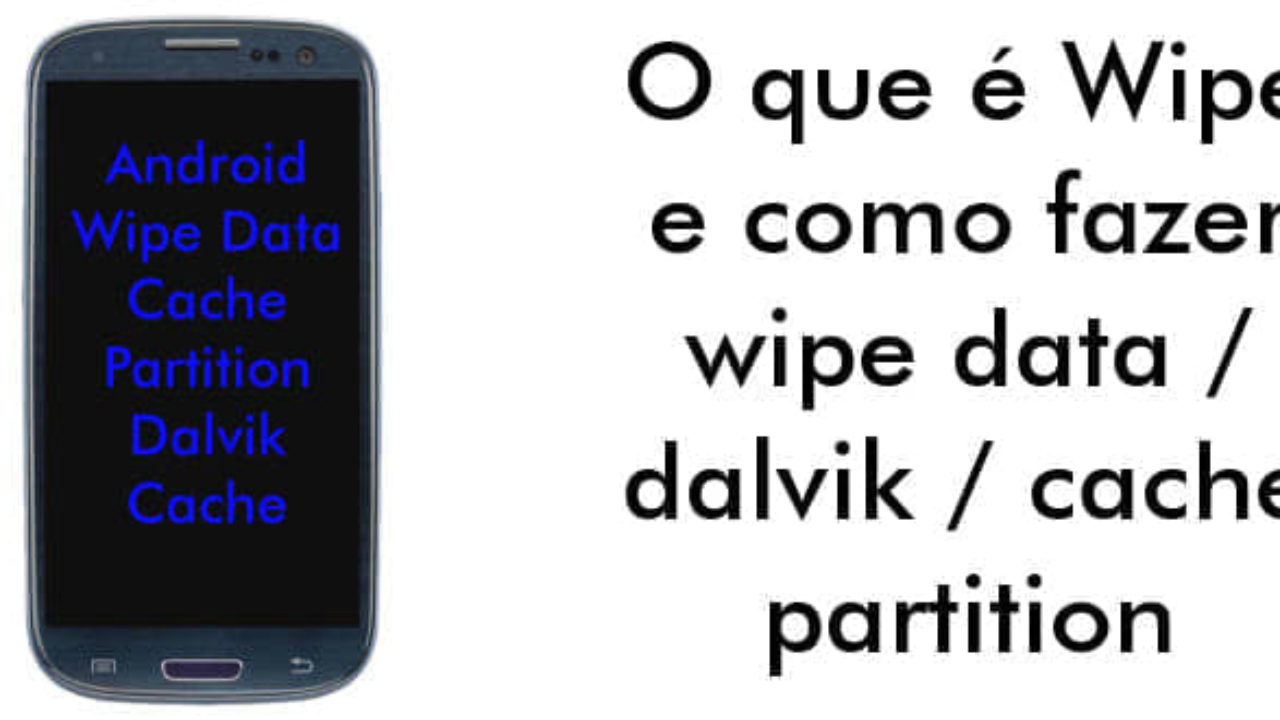 Android
Wipe Data
Cache
Partition
Dalvik
Cache
O que é Wipe
e como fazer
wipe data /
dalvik / cache
partition